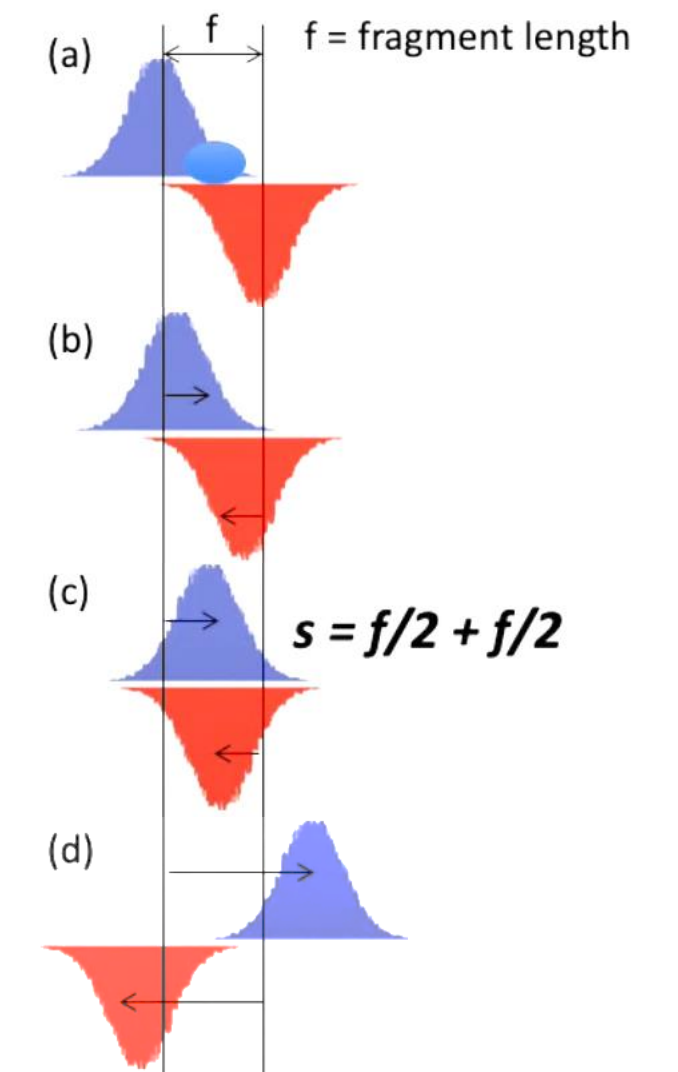 f f = fragment length
(a)
(b)
(c)
s = f/2 + f/2
(d)